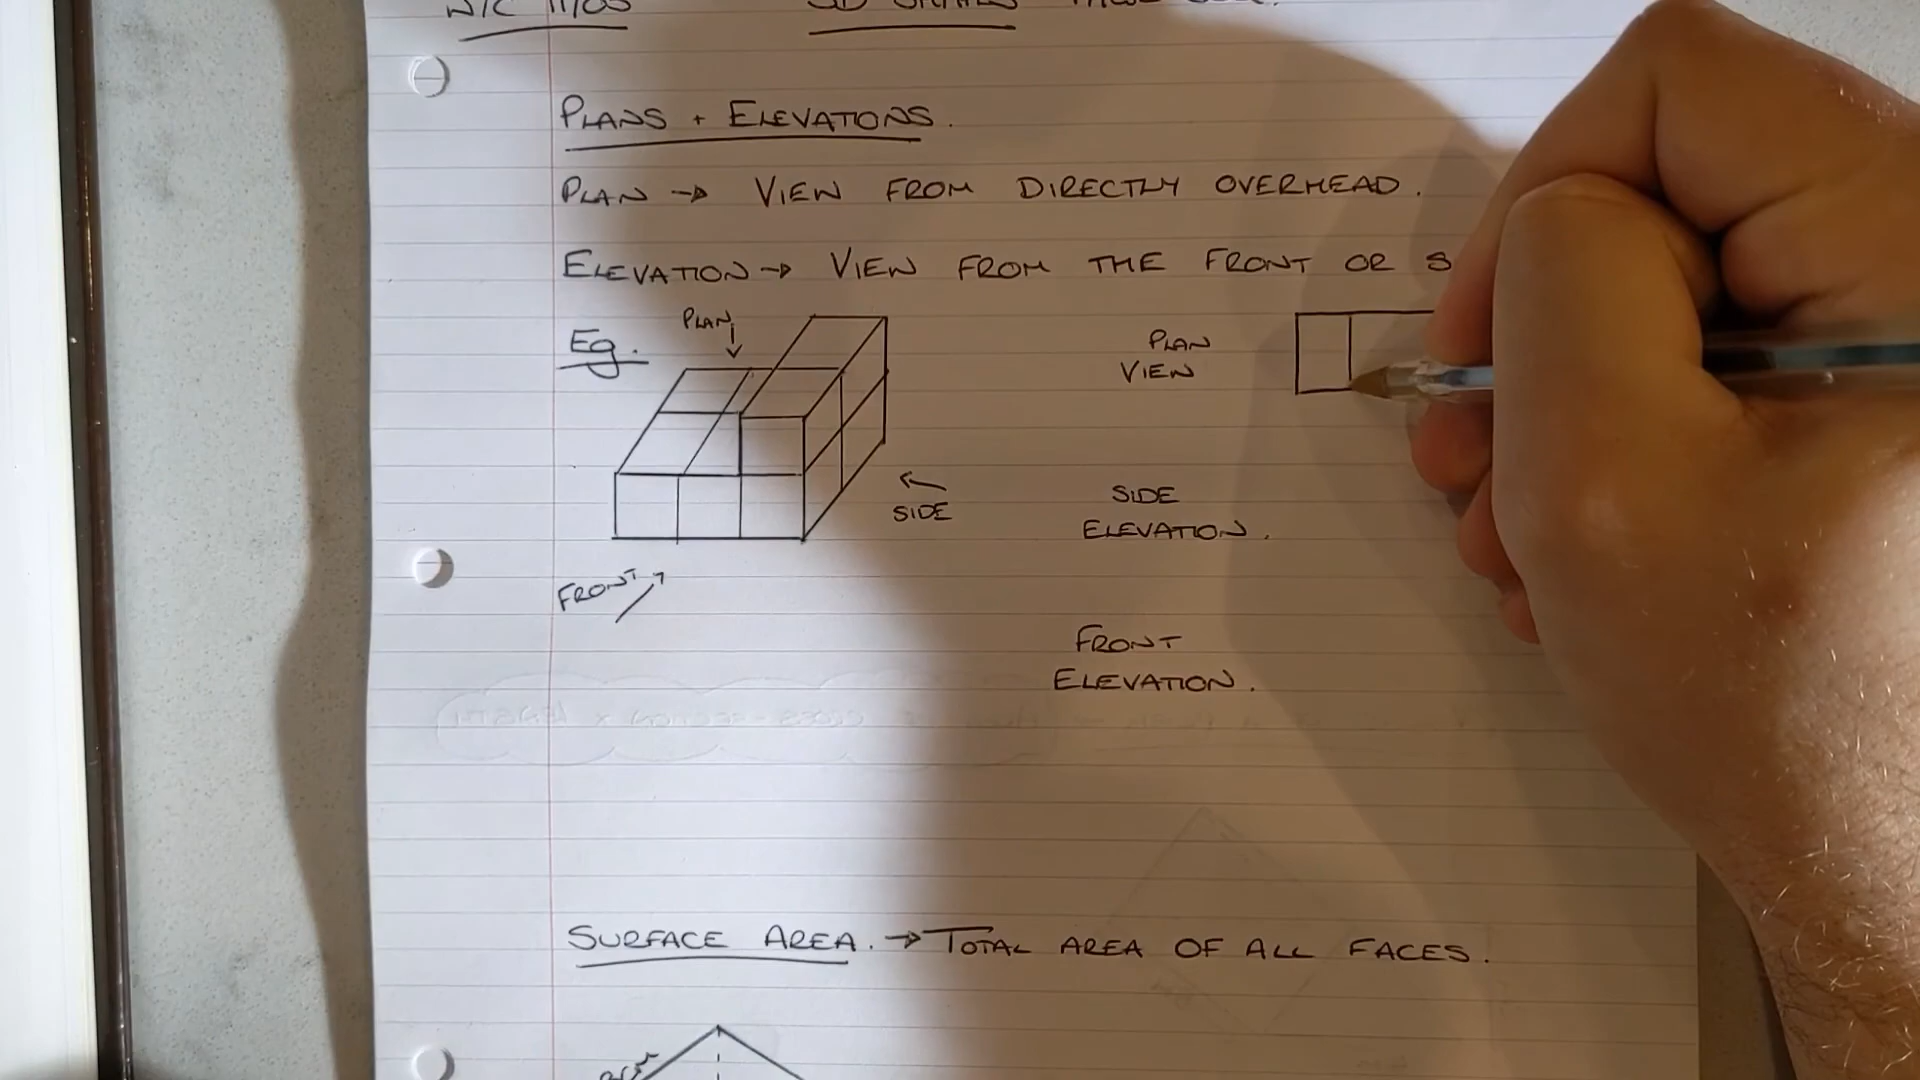 PLANS + ELEVATIONS.
PLAN → VIEW FROM DIRECTLY OVERHEAD.
ELEVATION → VIEW FROM THE FRONT OR S
Eg.
PLAN
SIDE
FRONT
PLAN
VIEW
SIDE
ELEVATION.
FRONT
ELEVATION.
SURFACE AREA. → TOTAL AREA OF ALL FACES.